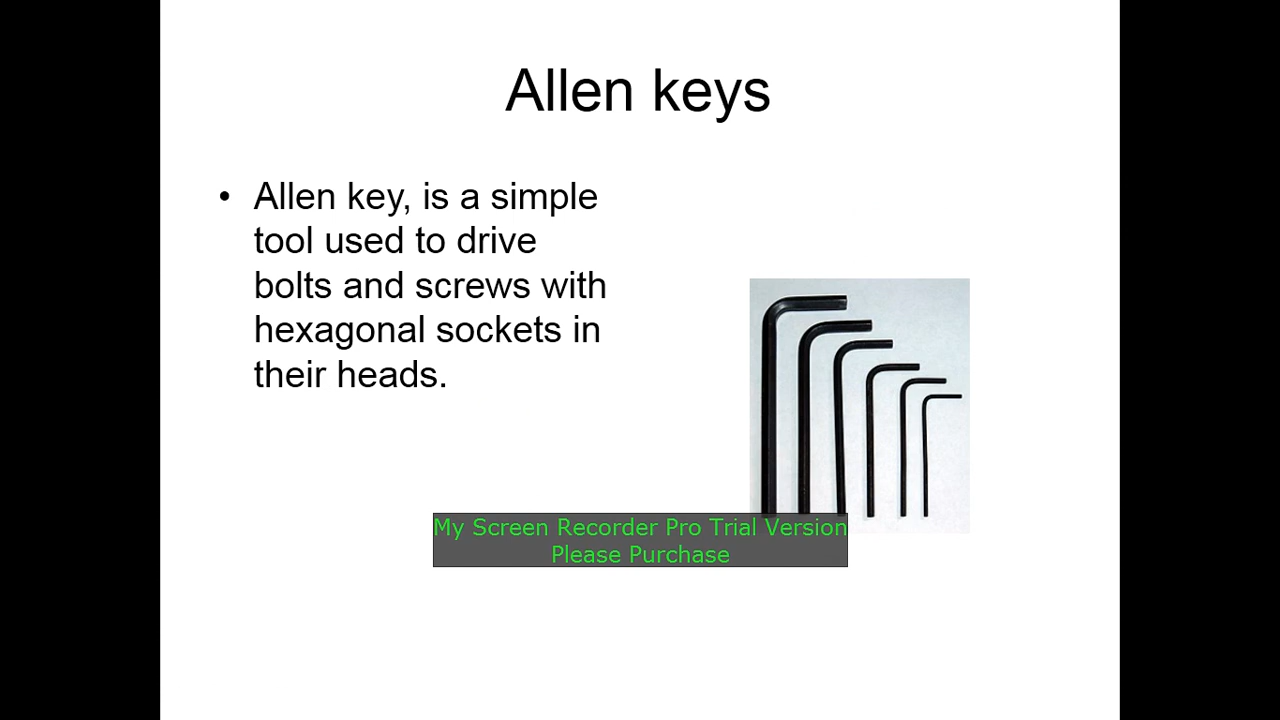 Allen keys
• Allen key, is a simple
tool used to drive
bolts and screws with
hexagonal sockets in
their heads.
My Screen Recorder Pro Trial Version
Please Purchase